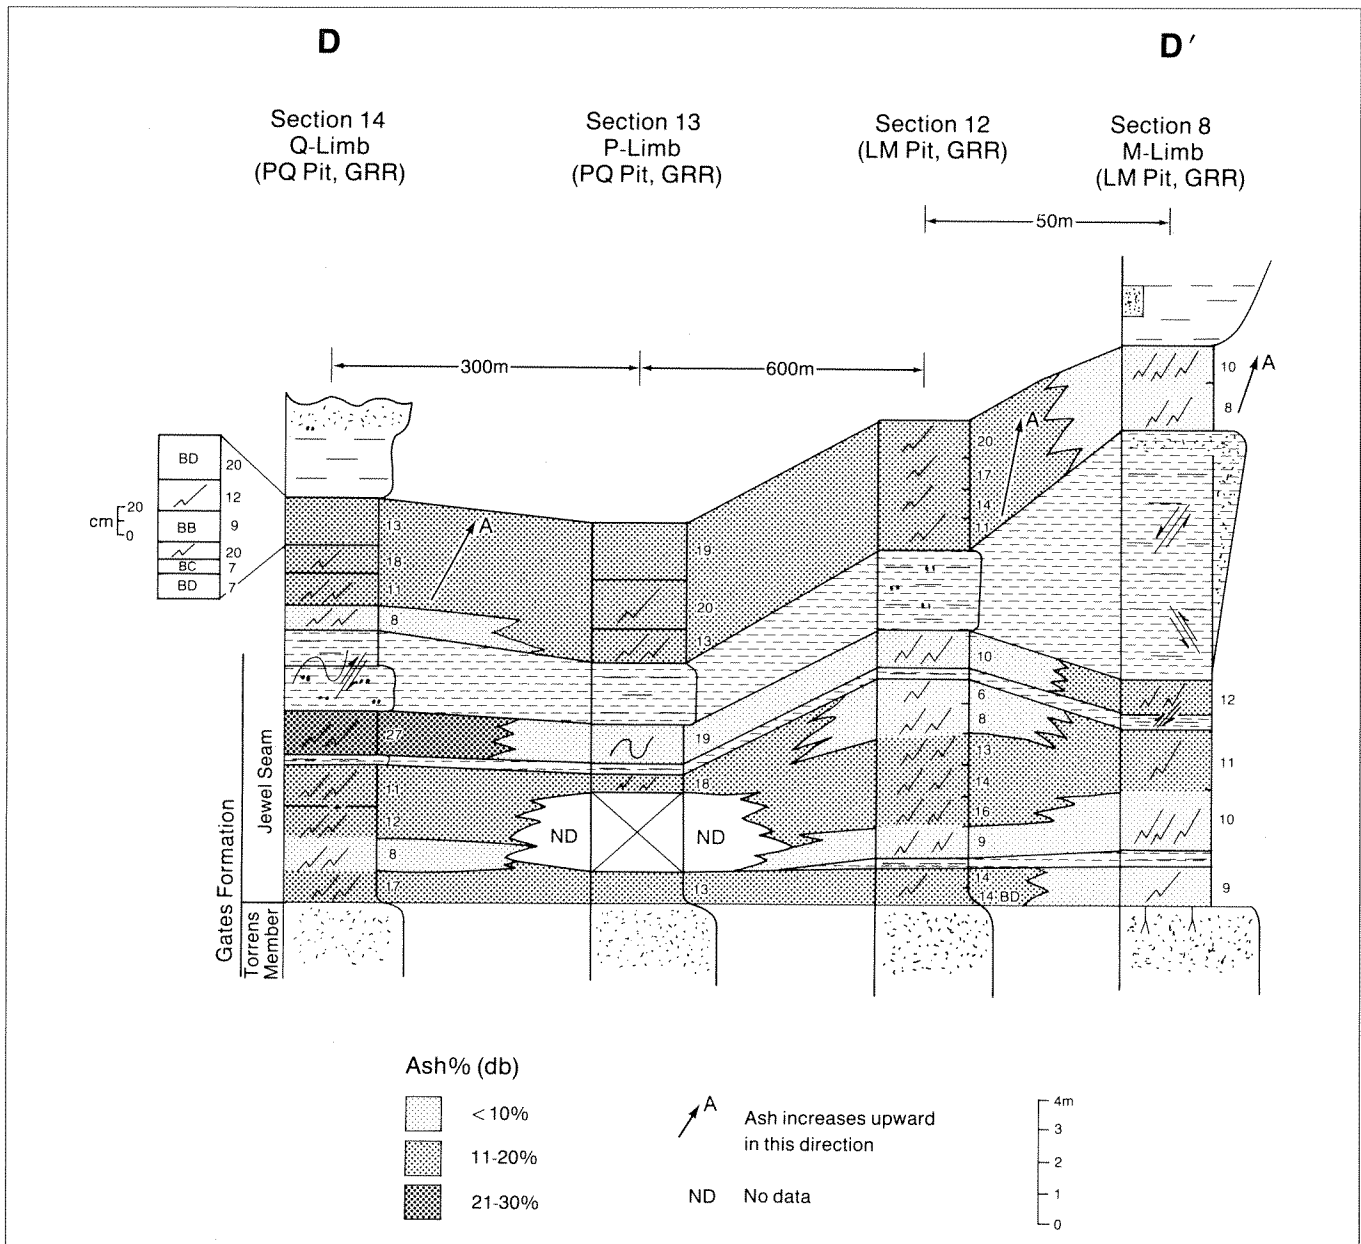 D
D′
Section 14
Q-Limb
(PQ Pit, GRR)
Section 13
P-Limb
(PQ Pit, GRR)
Section 12
(LM Pit, GRR)
Section 8
M-Limb
(LM Pit, GRR)
50m
300m
600m
BD 20
12
BB 9
20
BC 7
BD 7
cm 20
0
13
18
17
8
27
11
12
8
17
A
19
20
13
19
18
ND
ND
13
20
17
14
11
A
10
6
8
13
14
16
9
14
14 BD
10
8
A
12
11
10
9
Gates Formation
Jewel Seam
Torrens
Member
Ash% (db)
<10%
11-20%
21-30%
A
Ash increases upward
in this direction
ND No data
4m
3
2
1
0